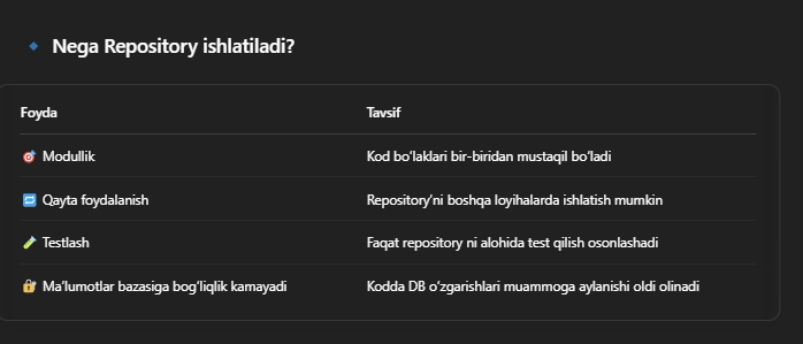 🔹 Nega Repository ishlatiladi?
Foyda Tavsif
🎯 Modullik Kod bo‘laklari bir-biridan mustaqil bo‘ladi
🔁 Qayta foydalanish Repository’ni boshqa loyihalarda ishlatish mumkin
🧪 Testlash Faqat repository ni alohida test qilish osonlashadi
🔐 Ma’lumotlar bazasiga bog‘liqlik kamayadi Kodda DB o‘zgarishlari muammoga aylanishi oldi olinadi